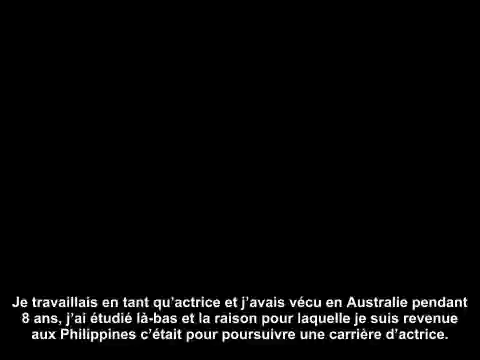 Je travaillais en tant qu’actrice et j’avais vécu en Australie pendant
8 ans, j’ai étudié là-bas et la raison pour laquelle je suis revenue
aux Philippines c’était pour poursuivre une carrière d’actrice.